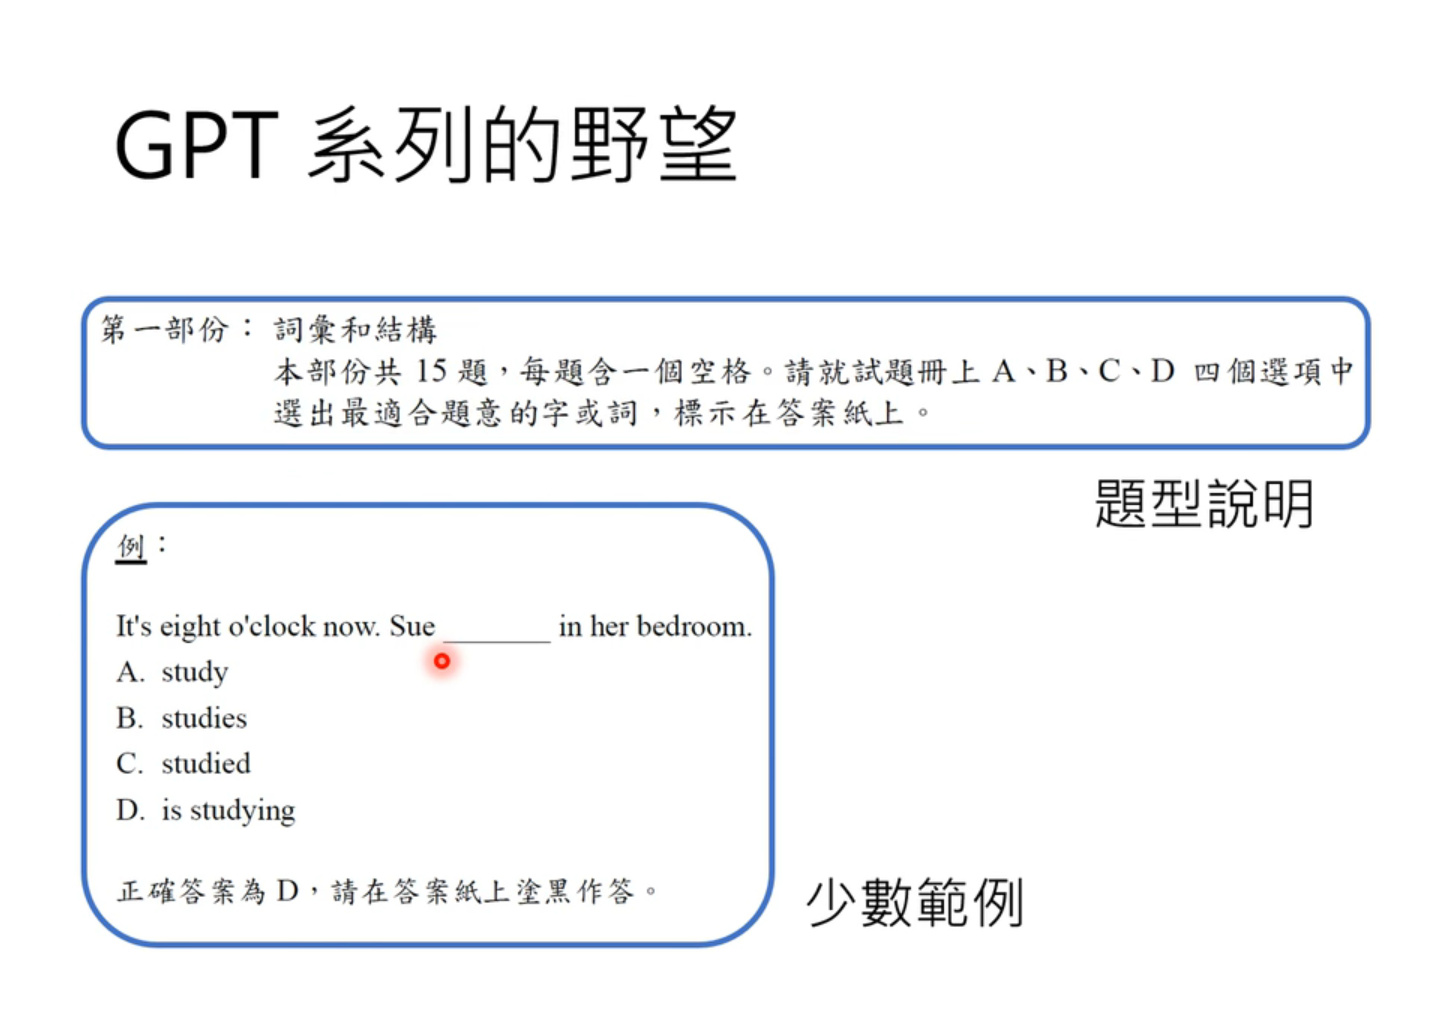 GPT 系列的野望
第一部份： 詞彙和結構
本部份共 15 題，每題含一個空格。請就試題冊上 A、B、C、D 四個選項中
選出最適合題意的字或詞，標示在答案紙上。
題型說明
例：
It's eight o'clock now. Sue _______ in her bedroom.
A. study
B. studies
C. studied
D. is studying
正確答案為 D，請在答案紙上塗黑作答。
少數範例